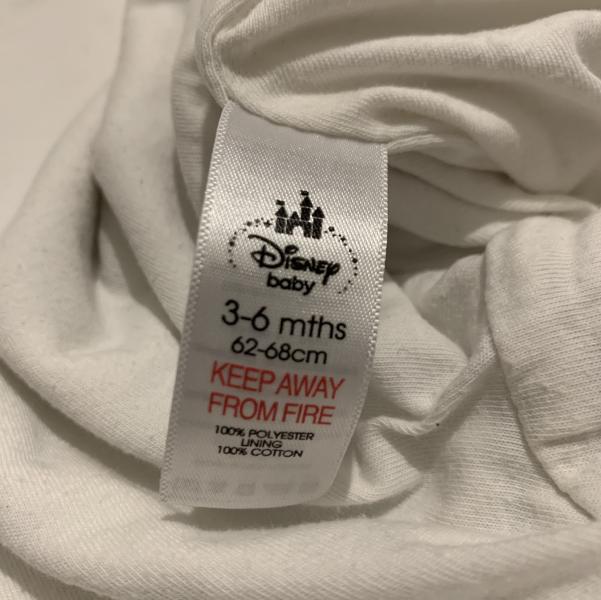 Disney
baby
3-6 mths
62-68cm
KEEP AWAY
FROM FIRE
100% POLYESTER
LINING
100% COTTON